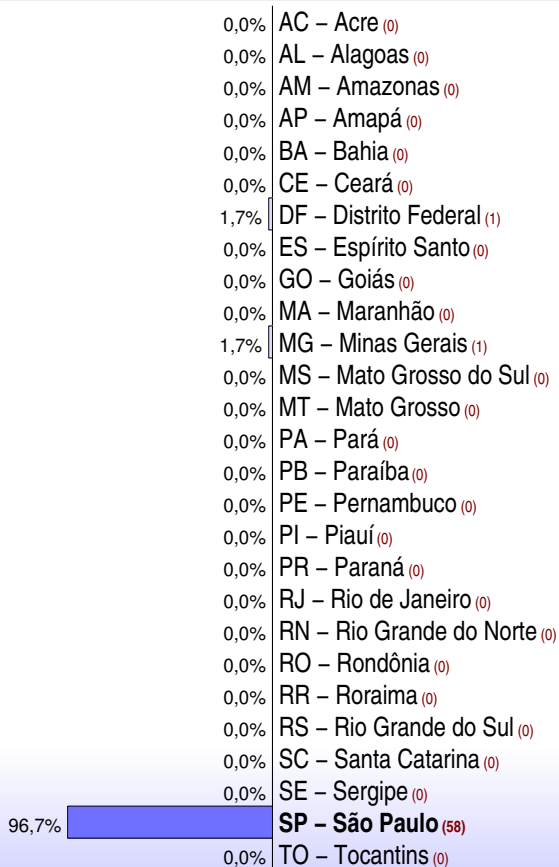 0,0% AC – Acre (0)
0,0% AL – Alagoas (0)
0,0% AM – Amazonas (0)
0,0% AP – Amapá (0)
0,0% BA – Bahia (0)
0,0% CE – Ceará (0)
1,7% DF – Distrito Federal (1)
0,0% ES – Espírito Santo (0)
0,0% GO – Goiás (0)
0,0% MA – Maranhão (0)
1,7% MG – Minas Gerais (1)
0,0% MS – Mato Grosso do Sul (0)
0,0% MT – Mato Grosso (0)
0,0% PA – Pará (0)
0,0% PB – Paraíba (0)
0,0% PE – Pernambuco (0)
0,0% PI – Piauí (0)
0,0% PR – Paraná (0)
0,0% RJ – Rio de Janeiro (0)
0,0% RN – Rio Grande do Norte (0)
0,0% RO – Rondônia (0)
0,0% RR – Roraima (0)
0,0% RS – Rio Grande do Sul (0)
0,0% SC – Santa Catarina (0)
0,0% SE – Sergipe (0)
96,7% SP – São Paulo (58)
0,0% TO – Tocantins (0)